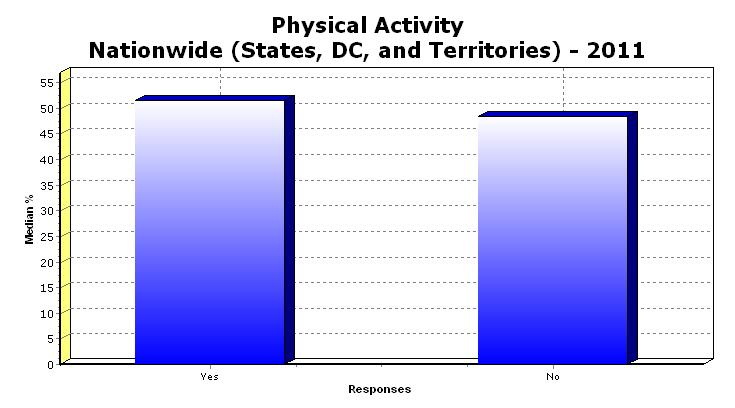 Physical Activity
Nationwide (States, DC, and Territories) - 2011
55
50
45
40
35
30
25
20
15
10
5
0
Median %
Yes
No
Responses